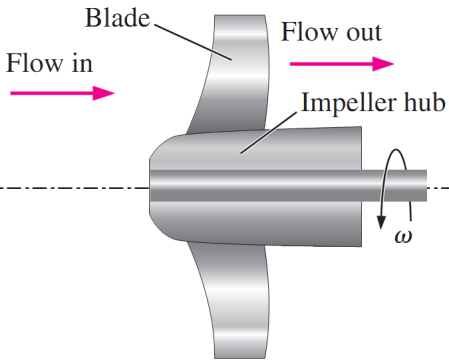 Blade
Flow out
Flow in
Impeller hub
ω